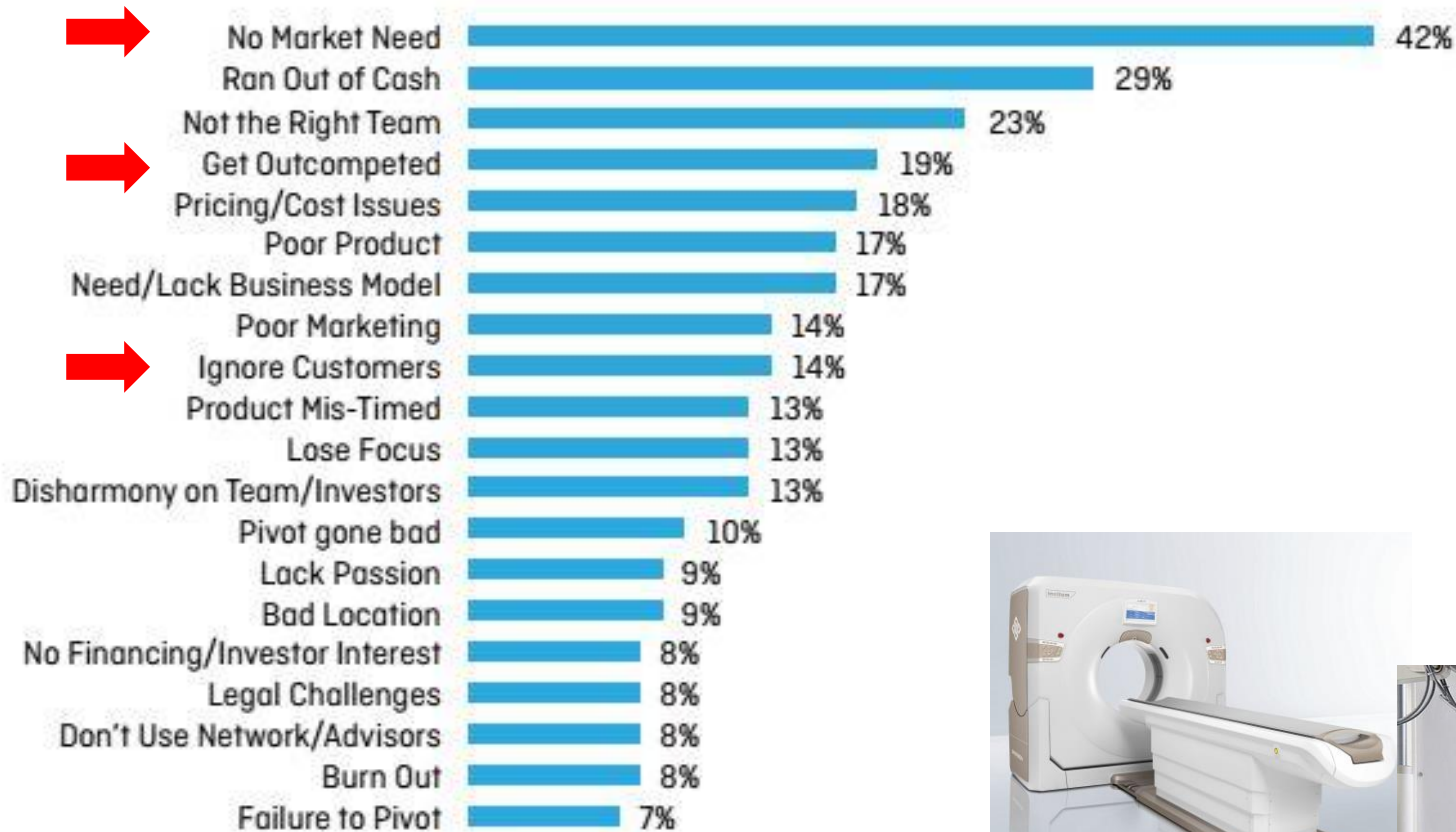 No Market Need 42%
Ran Out of Cash 29%
Not the Right Team 23%
Get Outcompeted 19%
Pricing/Cost Issues 18%
Poor Product 17%
Need/Lack Business Model 17%
Poor Marketing 14%
Ignore Customers 14%
Product Mis-Timed 13%
Lose Focus 13%
Disharmony on Team/Investors 13%
Pivot gone bad 10%
Lack Passion 9%
Bad Location 9%
No Financing/Investor Interest 8%
Legal Challenges 8%
Don't Use Network/Advisors 8%
Burn Out 8%
Failure to Pivot 7%